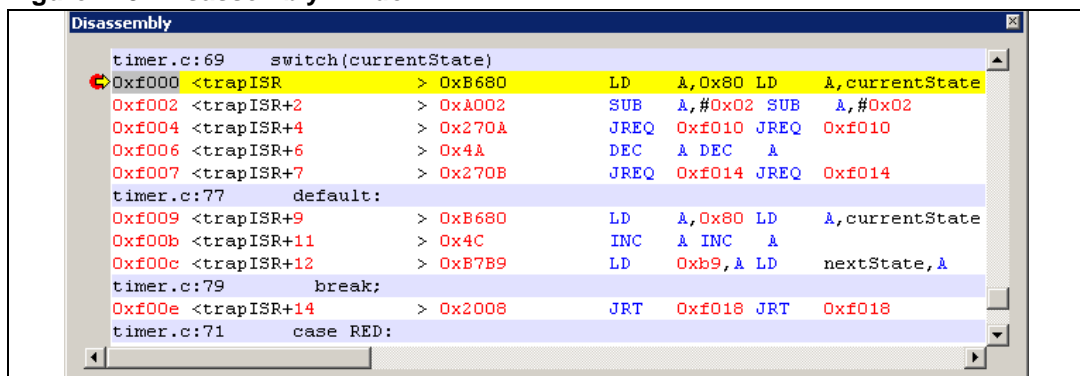 Disassembly
timer.c:69 switch(currentState)
0xf000 <trapISR > 0xB680 LD A,0x80 LD A,currentState
0xf002 <trapISR+2 > 0xA002 SUB A,#0x02 SUB A,#0x02
0xf004 <trapISR+4 > 0x270A JREQ 0xf010 JREQ 0xf010
0xf006 <trapISR+6 > 0x4A DEC A DEC A
0xf007 <trapISR+7 > 0x270B JREQ 0xf014 JREQ 0xf014
timer.c:77 default:
0xf009 <trapISR+9 > 0xB680 LD A,0x80 LD A,currentState
0xf00b <trapISR+11 > 0x4C INC A INC A
0xf00c <trapISR+12 > 0xB7B9 LD 0xb9,A LD nextState,A
timer.c:79 break;
0xf00e <trapISR+14 > 0x2008 JRT 0xf018 JRT 0xf018
timer.c:71 case RED: